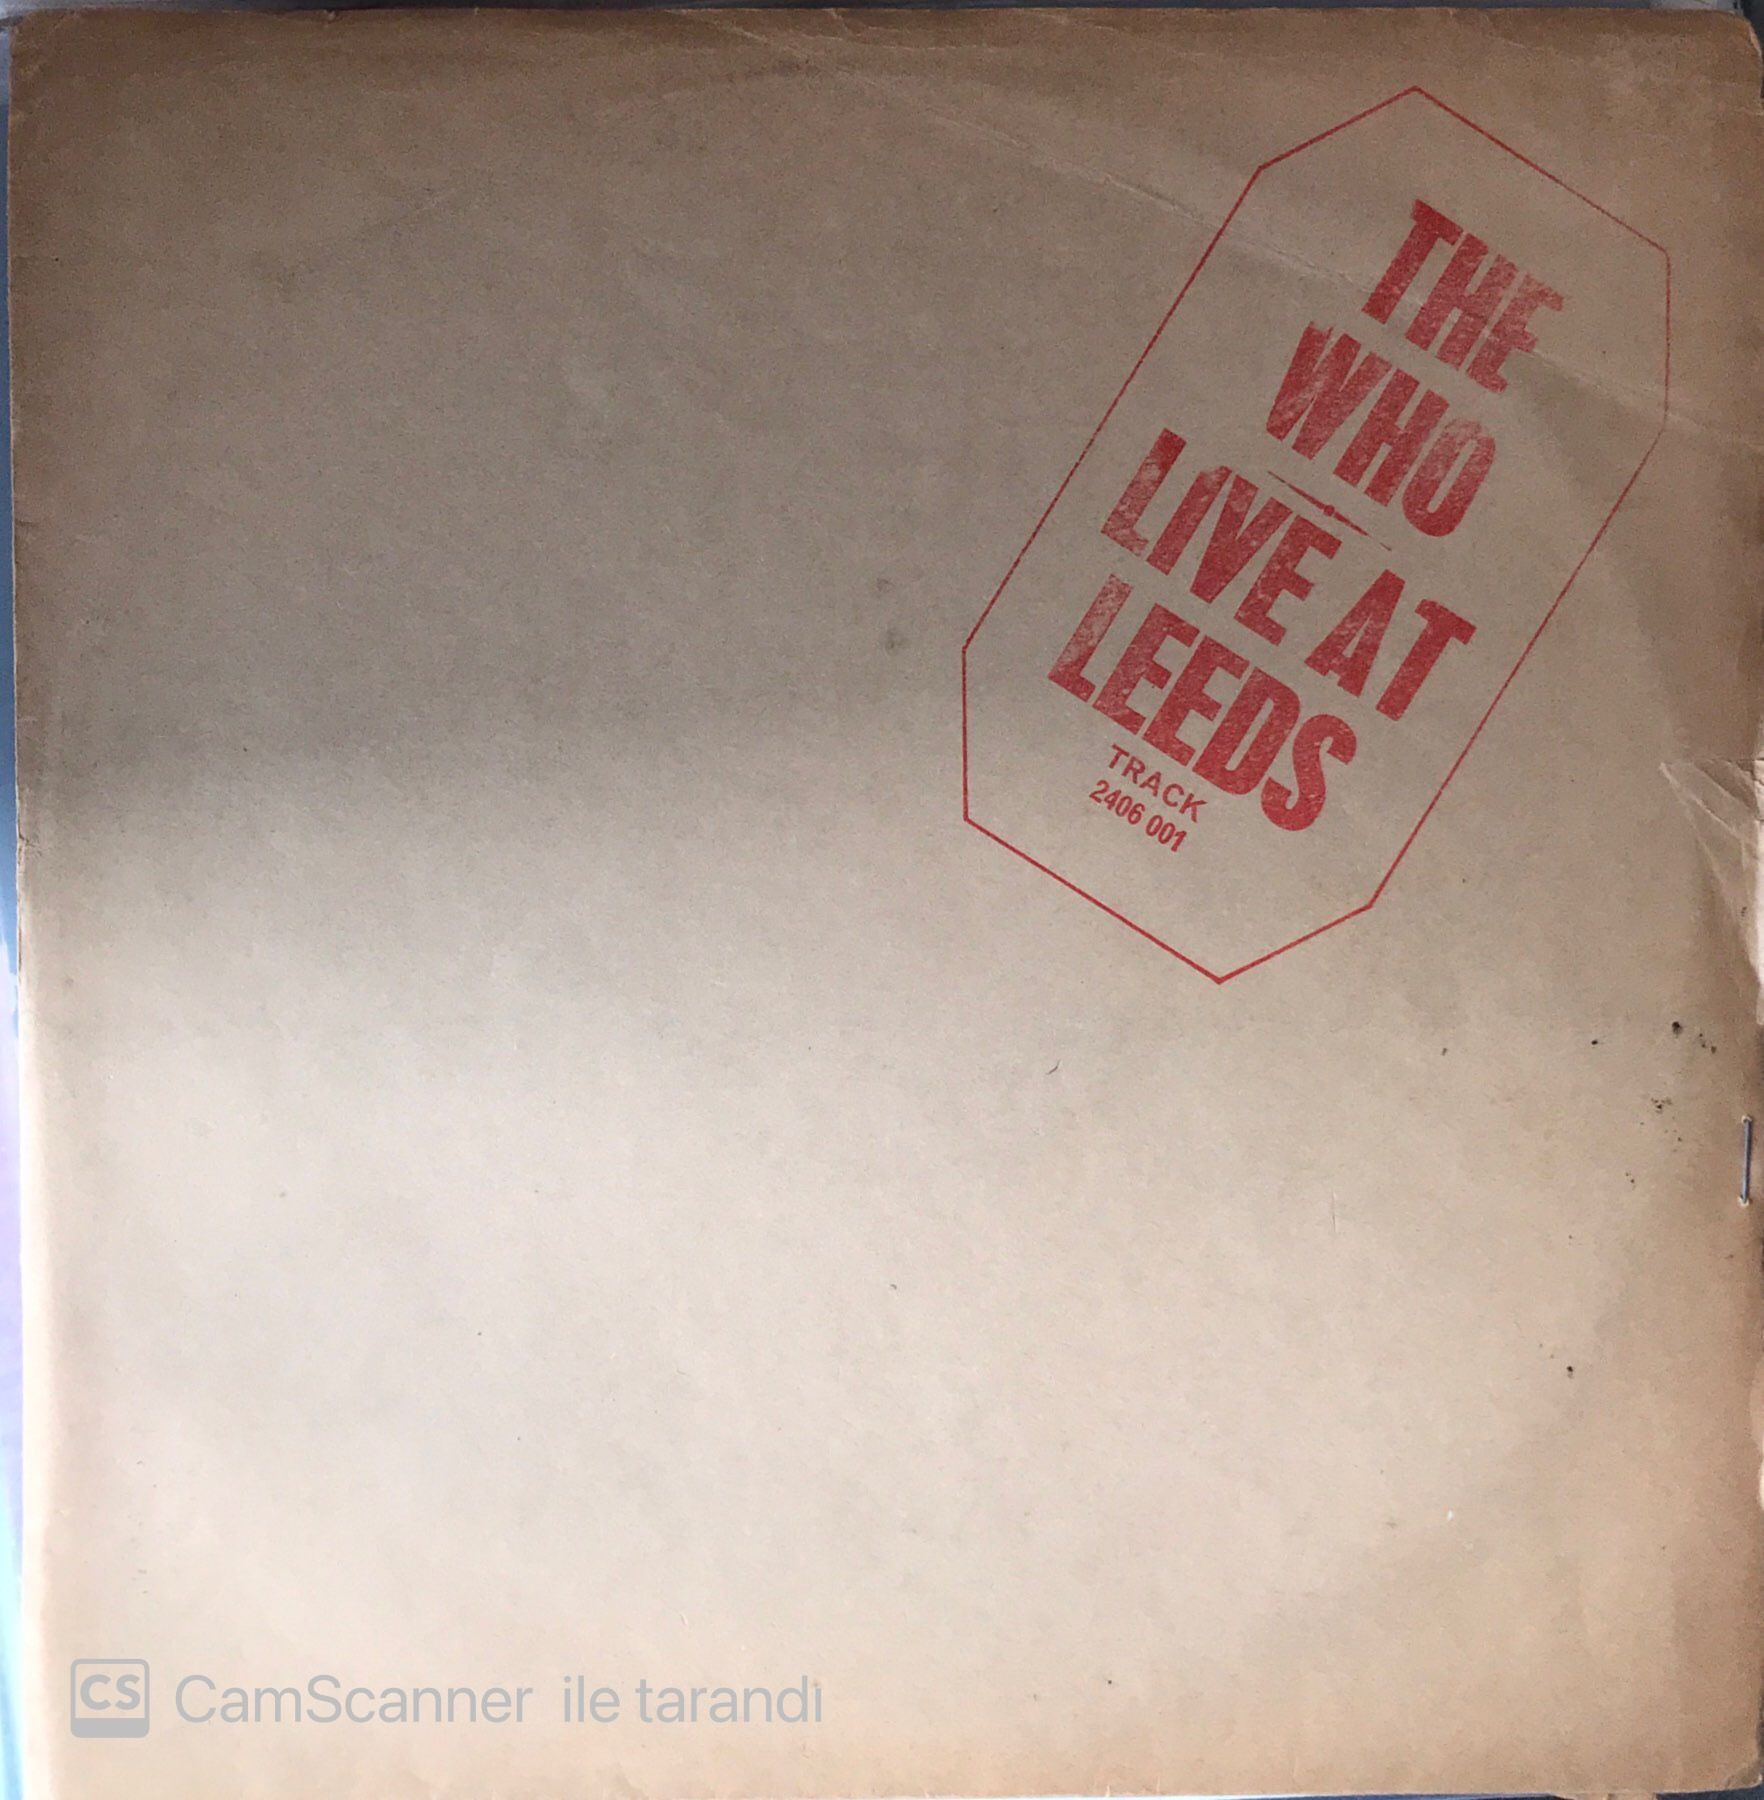 THE
WHO
LIVE AT
LEEDS
TRACK
2406 001
CS CamScanner ile tarandı